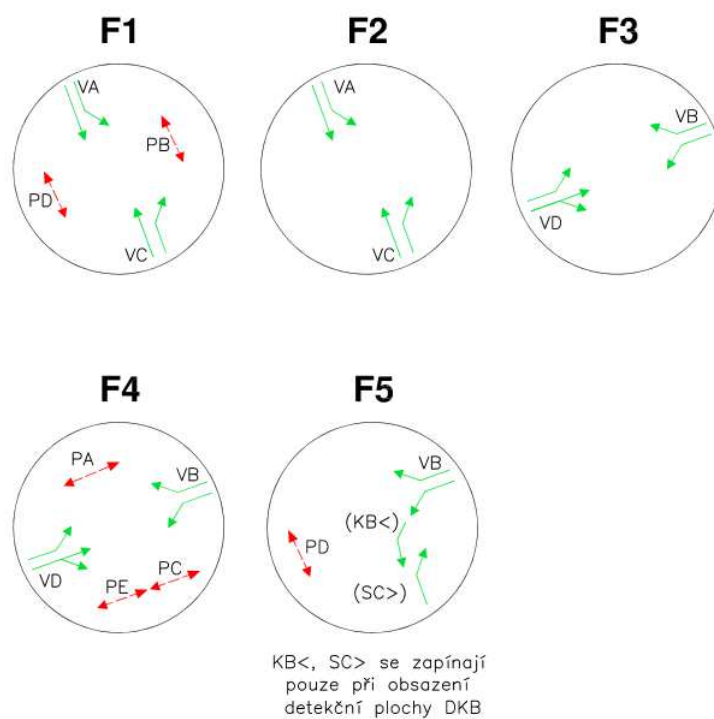 F1
F2
F3
VA
PB
PD
VC
VA
VC
VB
VD
F4
F5
PA
VB
VD
PE
PC
VB
(KB<)
PD
(SC>)
KB<, SC> se zapínají
pouze při obsazení
detekční plochy DKB